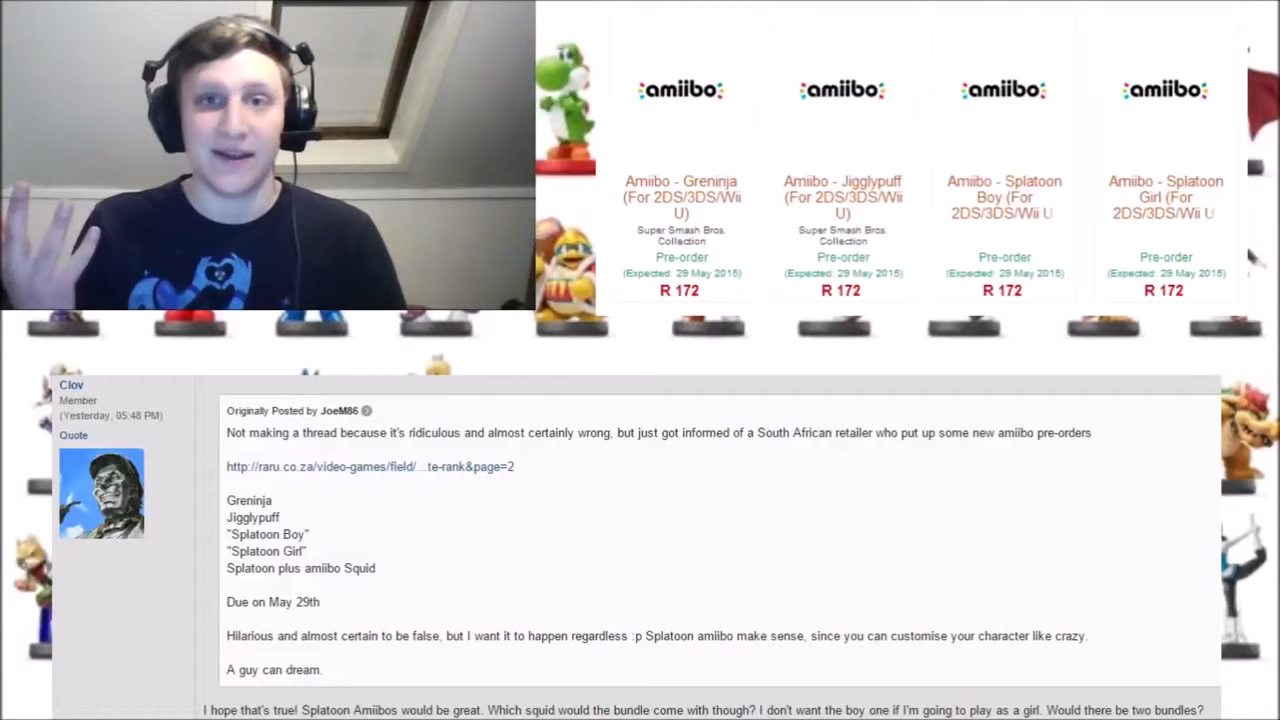 amiibo amiibo amiibo amiibo
Amiibo - Greninja
(For 2DS/3DS/Wii
U)
Super Smash Bros.
Collection
Pre-order
(Expected: 29 May 2015)
R 172
Amiibo - Jigglypuff
(For 2DS/3DS/Wii
U)
Super Smash Bros.
Collection
Pre-order
(Expected: 29 May 2015)
R 172
Amiibo - Splatoon
Boy (For
2DS/3DS/Wii U
Pre-order
(Expected: 29 May 2015)
R 172
Amiibo - Splatoon
Girl (For
2DS/3DS/Wii U
Pre-order
(Expected: 29 May 2015)
R 172
Clov
Member
(Yesterday, 05:48 PM)
Quote
Originally Posted by JoeM86
Not making a thread because it's ridiculous and almost certainly wrong, but just got informed of a South African retailer who put up some new amiibo pre-orders
http://raru.co.za/video-games/field/...te-rank&page=2
Greninja
Jigglypuff
"Splatoon Boy"
"Splatoon Girl"
Splatoon plus amiibo Squid
Due on May 29th
Hilarious and almost certain to be false, but I want it to happen regardless :p Splatoon amiibo make sense, since you can customise your character like crazy.
A guy can dream.
I hope that's true! Splatoon Amiibos would be great. Which squid would the bundle come with though? I don't want the boy one if I'm going to play as a girl. Would there be two bundles?